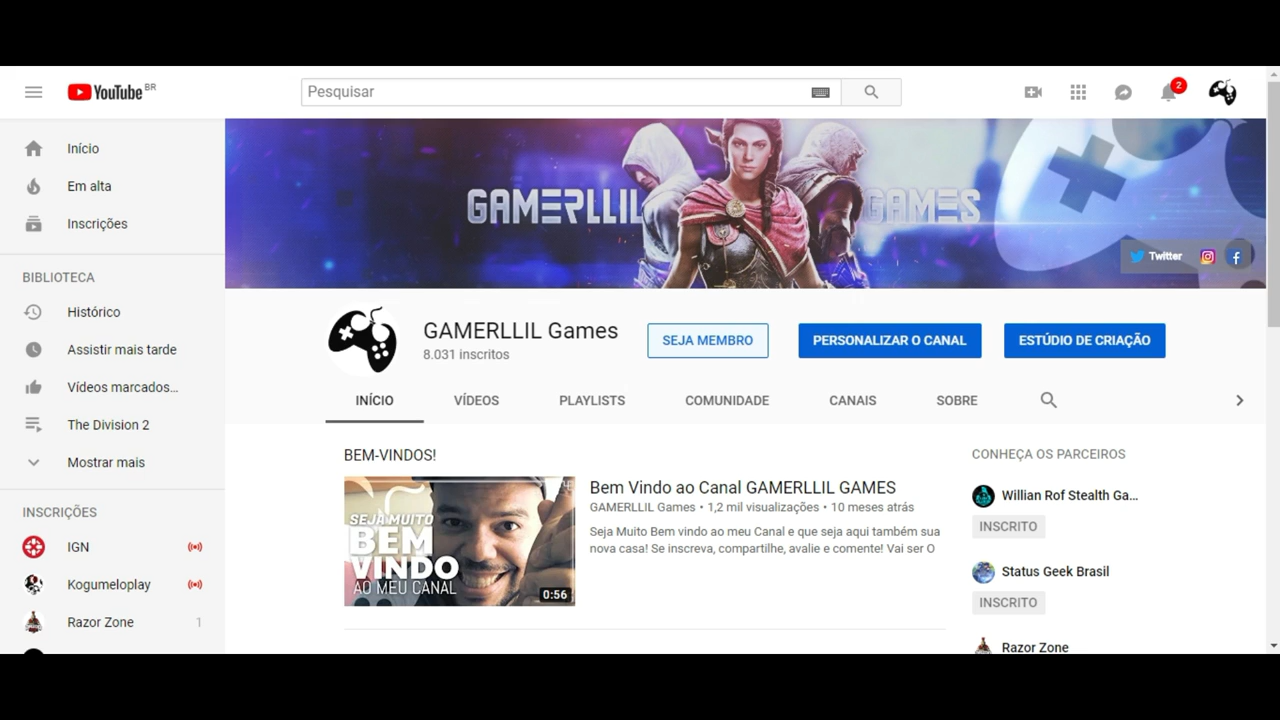 YouTube BR
Pesquisar
2
Início
Em alta
Inscrições
BIBLIOTECA
Histórico
Assistir mais tarde
Vídeos marcados...
The Division 2
Mostrar mais
INSCRIÇÕES
IGN
Kogumeloplay
Razor Zone 1
GAMERLLIL GAMES
Twitter
GAMERLLIL Games
8.031 inscritos
SEJA MEMBRO
PERSONALIZAR O CANAL
ESTÚDIO DE CRIAÇÃO
INÍCIO VÍDEOS PLAYLISTS COMUNIDADE CANAIS SOBRE
BEM-VINDOS!
SEJA MUITO
BEM
VINDO
AO MEU CANAL
0:56
Bem Vindo ao Canal GAMERLLIL GAMES
GAMERLLIL Games • 1,2 mil visualizações • 10 meses atrás
Seja Muito Bem vindo ao meu Canal e que seja aqui também sua
nova casa! Se inscreva, compartilhe, avalie e comente! Vai ser O
CONHEÇA OS PARCEIROS
Willian Rof Stealth Ga...
INSCRITO
Status Geek Brasil
INSCRITO
Razor Zone